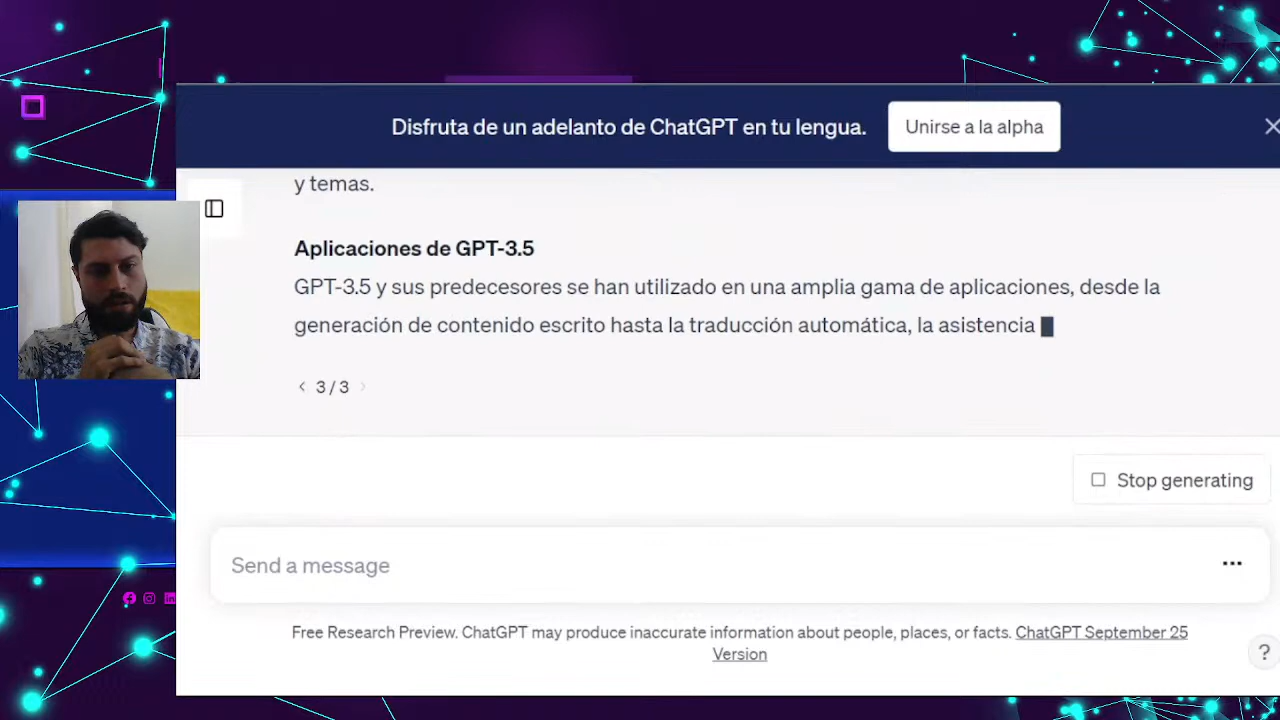 Disfruta de un adelanto de ChatGPT en tu lengua.
Unirse a la alpha
y temas.
Aplicaciones de GPT-3.5
GPT-3.5 y sus predecesores se han utilizado en una amplia gama de aplicaciones, desde la
generación de contenido escrito hasta la traducción automática, la asistencia
3 / 3
Stop generating
Send a message
Free Research Preview. ChatGPT may produce inaccurate information about people, places, or facts. ChatGPT September 25
Version
?